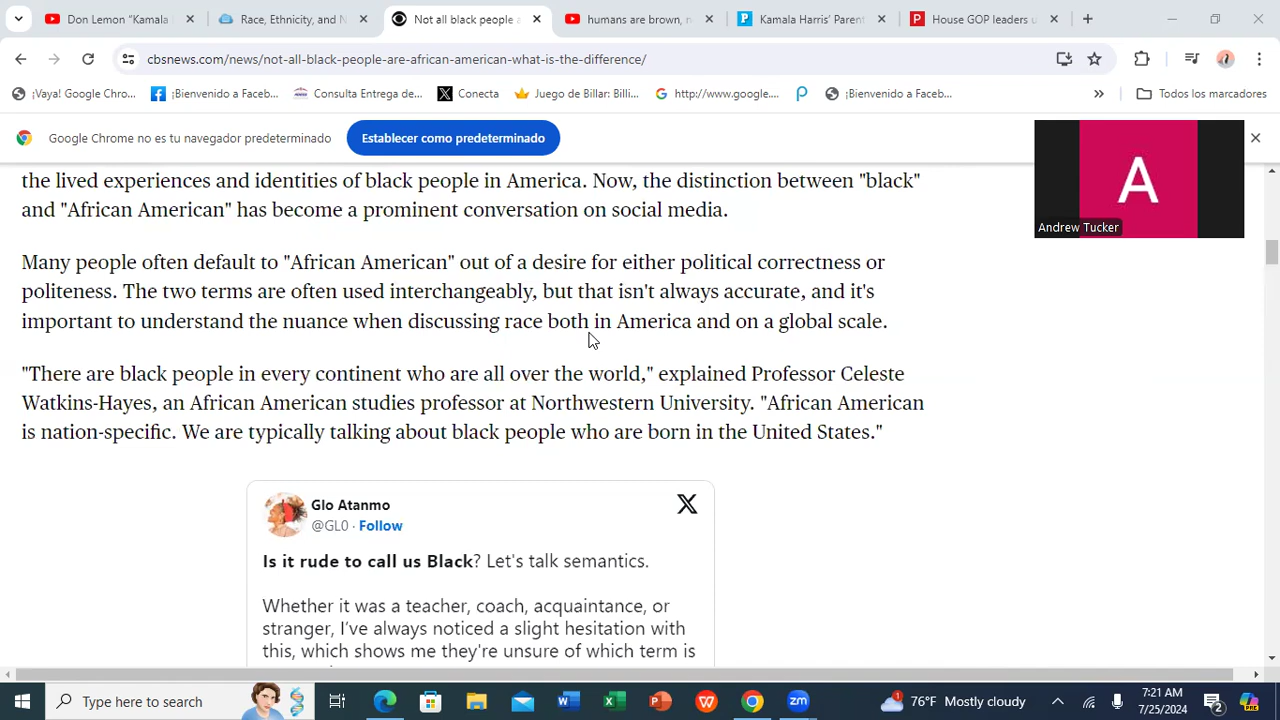 Don Lemon "Kamala
Race, Ethnicity, and N
Not all black people a
humans are brown, n
Kamala Harris' Paren
House GOP leaders u
cbsnews.com/news/not-all-black-people-are-african-american-what-is-the-difference/
¡Vaya! Google Chro...
¡Bienvenido a Faceb...
Consulta Entrega de...
Conecta
Juego de Billar: Billi...
http://www.google....
¡Bienvenido a Faceb...
Todos los marcadores
Google Chrome no es tu navegador predeterminado
Establecer como predeterminado
A
Andrew Tucker
the lived experiences and identities of black people in America. Now, the distinction between "black"
and "African American" has become a prominent conversation on social media.
Many people often default to "African American" out of a desire for either political correctness or
politeness. The two terms are often used interchangeably, but that isn't always accurate, and it's
important to understand the nuance when discussing race both in America and on a global scale.
"There are black people in every continent who are all over the world," explained Professor Celeste
Watkins-Hayes, an African American studies professor at Northwestern University. "African American
is nation-specific. We are typically talking about black people who are born in the United States."
Glo Atanmo
@GL0 · Follow
Is it rude to call us Black? Let's talk semantics.
Whether it was a teacher, coach, acquaintance, or
stranger, I've always noticed a slight hesitation with
this, which shows me they're unsure of which term is
Type here to search
1
76°F Mostly cloudy
7:21 AM
7/25/2024
2